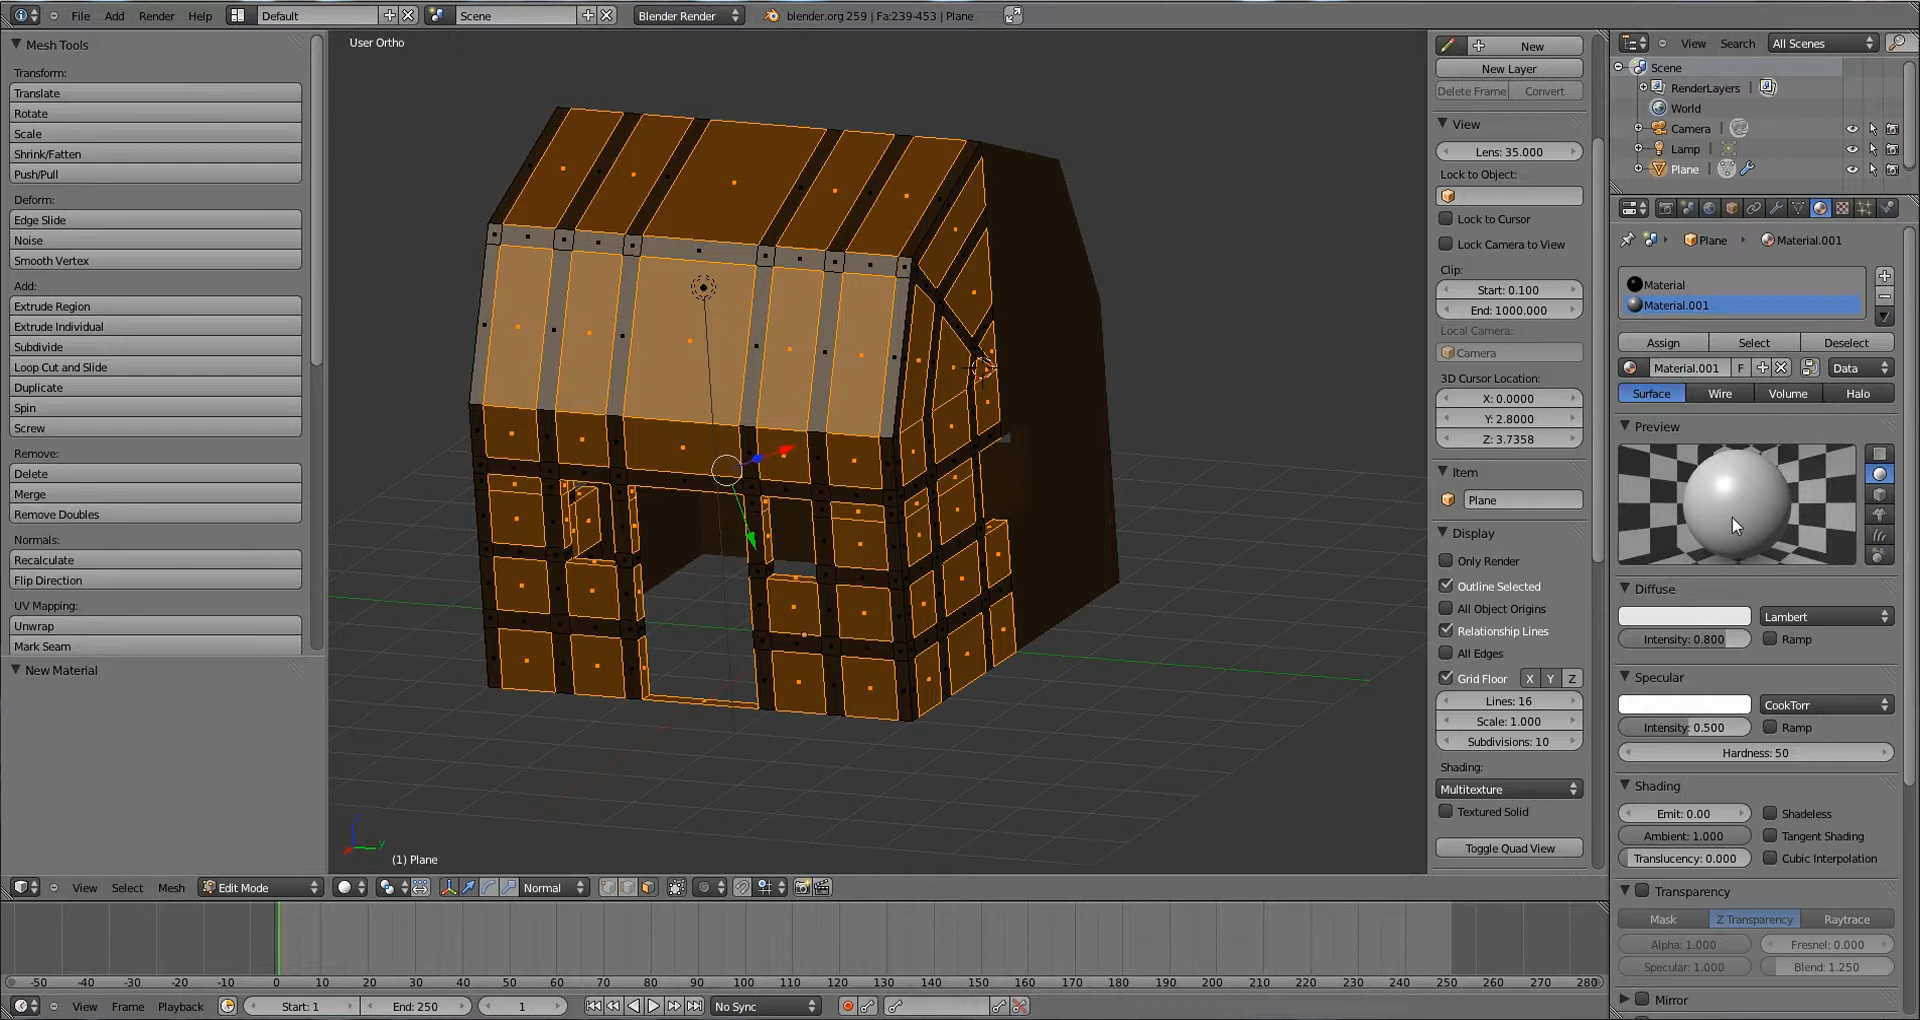 File Add Render Help Default Scene Blender Render blender.org 259 | Fa:239-453 | Plane
Mesh Tools
Transform:
Translate
Rotate
Scale
Shrink/Fatten
Push/Pull
Deform:
Edge Slide
Noise
Smooth Vertex
Add:
Extrude Region
Extrude Individual
Subdivide
Loop Cut and Slide
Duplicate
Spin
Screw
Remove:
Delete
Merge
Remove Doubles
Normals:
Recalculate
Flip Direction
UV Mapping:
Unwrap
Mark Seam
New Material
User Ortho
(1) Plane
New
New Layer
Delete Frame Convert
View
Lens: 35.000
Lock to Object:
Lock to Cursor
Lock Camera to View
Clip:
Start: 0.100
End: 1000.000
Local Camera:
Camera
3D Cursor Location:
X: 0.0000
Y: 2.8000
Z: 3.7358
Item
Plane
Display
Only Render
Outline Selected
All Object Origins
Relationship Lines
All Edges
Grid Floor X Y Z
Lines: 16
Scale: 1.000
Subdivisions: 10
Shading:
Multitexture
Textured Solid
Toggle Quad View
View Search All Scenes
Scene
RenderLayers
World
Camera
Lamp
Plane
Plane Material.001
Material
Material.001
Assign Select Deselect
Material.001 F Data
Surface Wire Volume Halo
Preview
Diffuse
Lambert
Intensity: 0.800 Ramp
Specular
CookTorr
Intensity: 0.500 Ramp
Hardness: 50
Shading
Emit: 0.00 Shadeless
Ambient: 1.000 Tangent Shading
Translucency: 0.000 Cubic Interpolation
Transparency
Mask Z Transparency Raytrace
Alpha: 1.000 Fresnel: 0.000
Specular: 1.000 Blend: 1.250
Mirror
View Select Mesh Edit Mode Normal
-50 -40 -30 -20 -10 0 10 20 30 40 50 60 70 80 90 100 110 120 130 140 150 160 170 180 190 200 210 220 230 240 250 260 270 280
View Frame Playback Start: 1 End: 250 1 No Sync